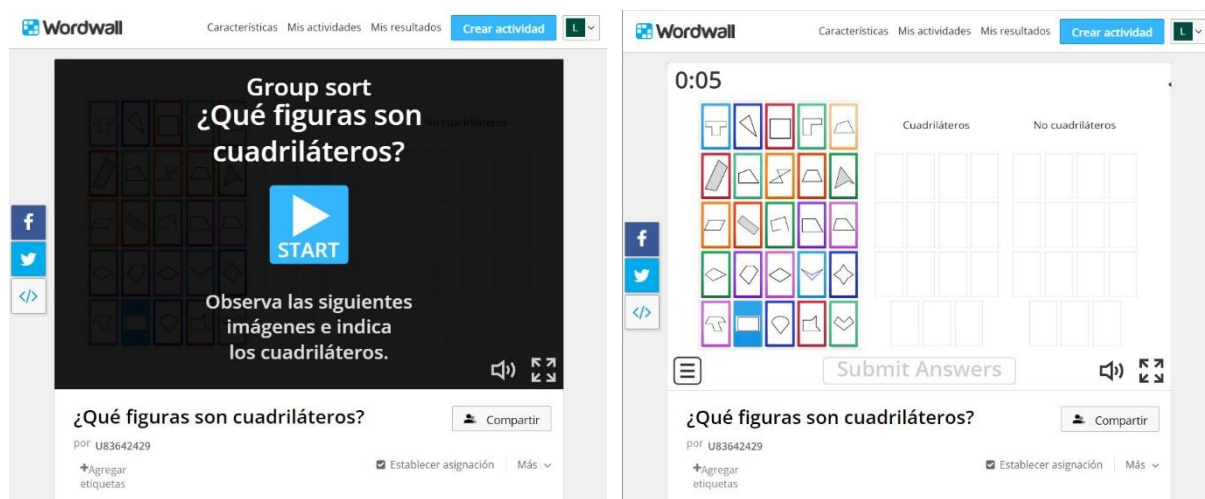 Wordwall
Características Mis actividades Mis resultados Crear actividad L
Group sort
¿Qué figuras son
cuadriláteros?
No cuadriláteros
START
Observa las siguientes
imágenes e indica
los cuadriláteros.
f
</>
¿Qué figuras son cuadriláteros?
Compartir
por U83642429
+Agregar
etiquetas
Establecer asignación Más
Wordwall
Características Mis actividades Mis resultados Crear actividad L
0:05
Cuadriláteros No cuadriláteros
f
</>
Submit Answers
¿Qué figuras son cuadriláteros?
Compartir
por U83642429
+Agregar
etiquetas
Establecer asignación Más